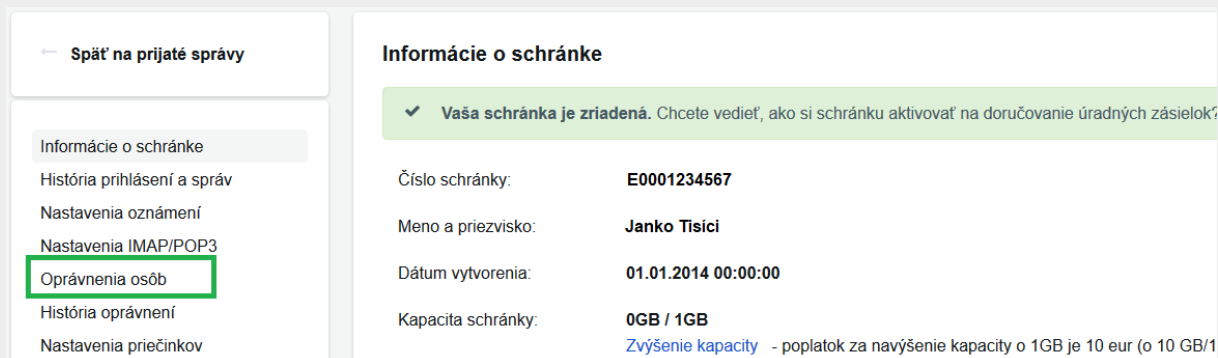 ← Späť na prijaté správy
Informácie o schránke
História prihlásení a správ
Nastavenia oznámení
Nastavenia IMAP/POP3
Oprávnenia osôb
História oprávnení
Nastavenia priečinkov
Informácie o schránke
✔ Vaša schránka je zriadená. Chcete vedieť, ako si schránku aktivovať na doručovanie úradných zásielok?
Číslo schránky: E0001234567
Meno a priezvisko: Janko Tisíci
Dátum vytvorenia: 01.01.2014 00:00:00
Kapacita schránky: 0GB / 1GB
Zvýšenie kapacity - poplatok za navýšenie kapacity o 1GB je 10 eur (o 10 GB/1